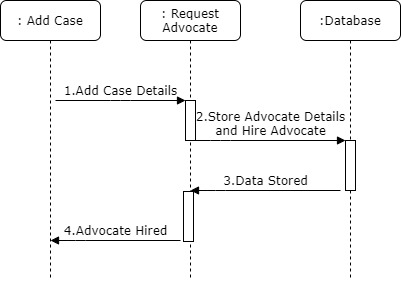 : Add Case
: Request
Advocate
:Database
1.Add Case Details
2.Store Advocate Details
and Hire Advocate
3.Data Stored
4.Advocate Hired